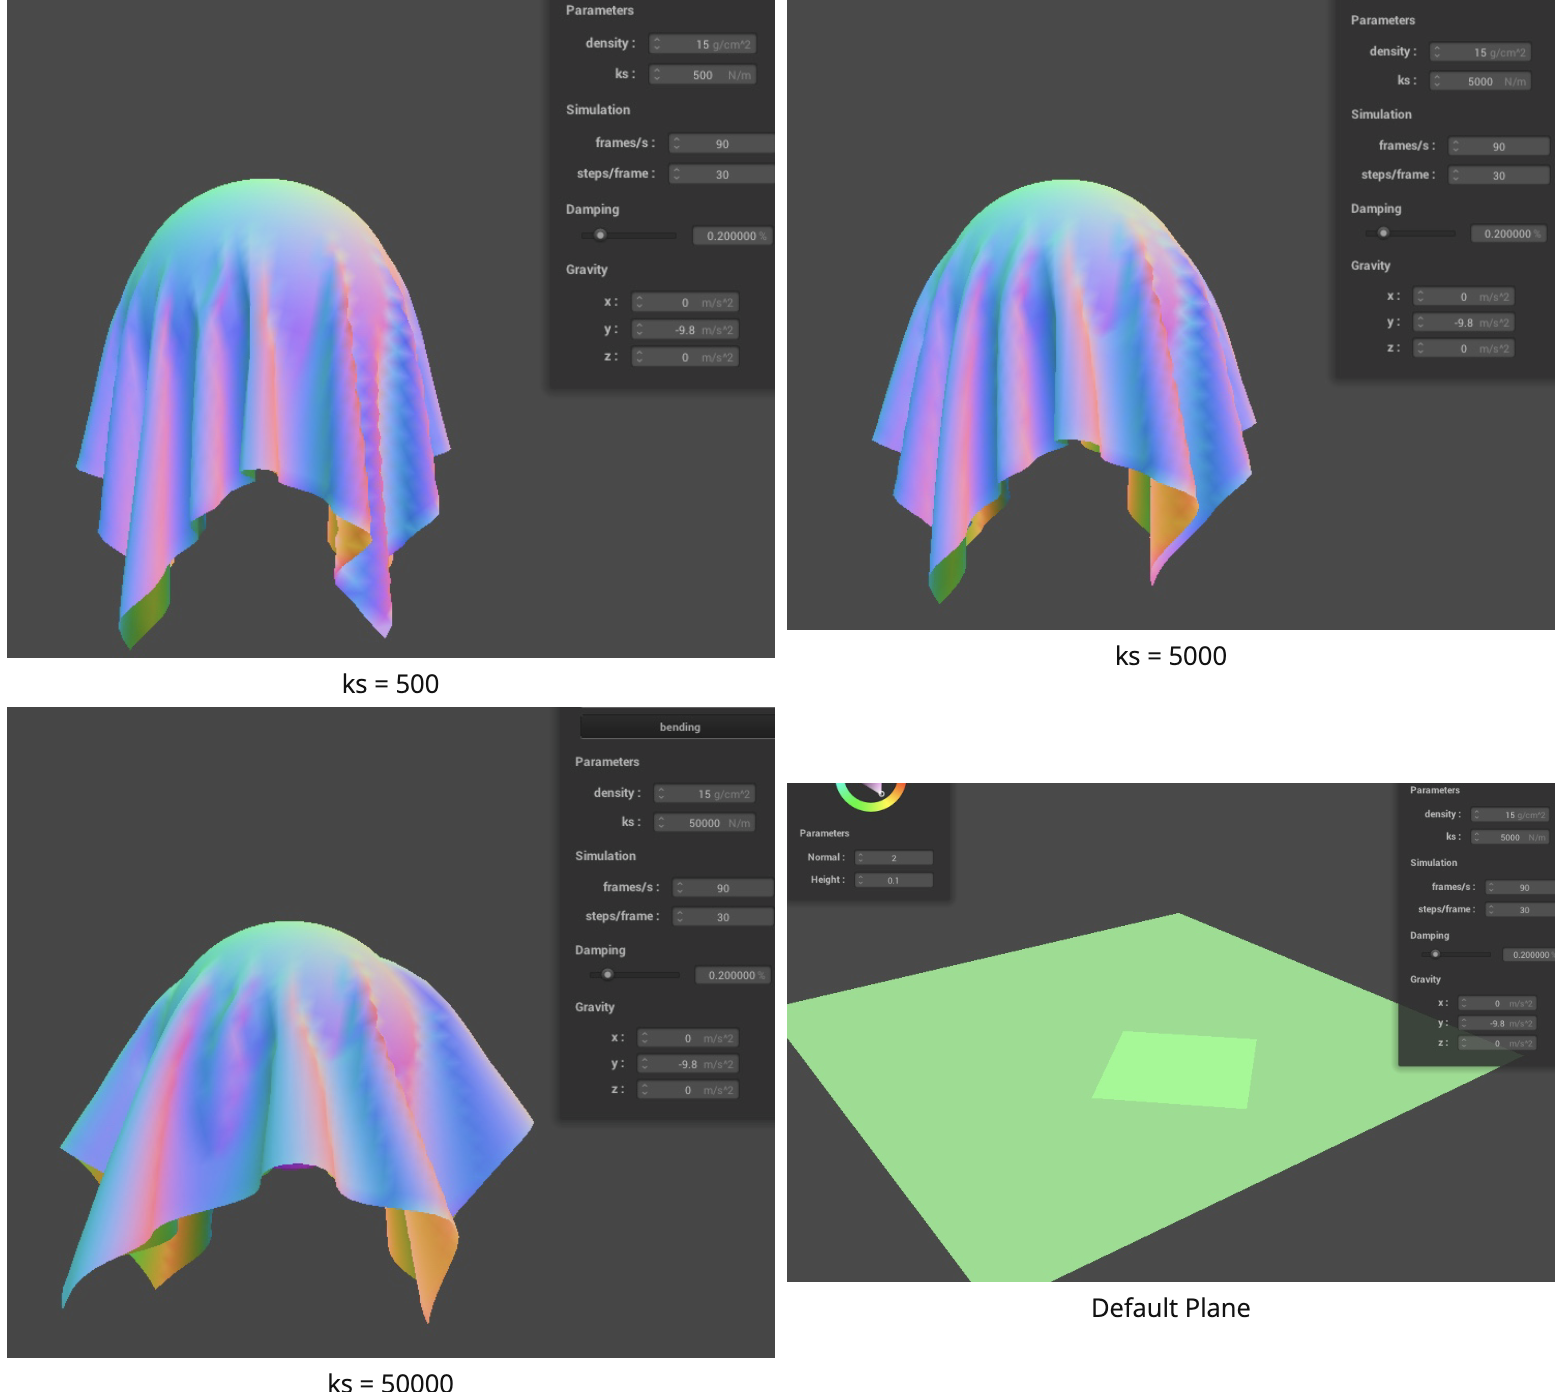 Parameters
density : 15 g/cm^2
ks : 500 N/m
Simulation
frames/s : 90
steps/frame : 30
Damping
0.200000 %
Gravity
x : 0 m/s^2
y : -9.8 m/s^2
z : 0 m/s^2
ks = 500
Parameters
density : 15 g/cm^2
ks : 5000 N/m
Simulation
frames/s : 90
steps/frame : 30
Damping
0.200000 %
Gravity
x : 0 m/s^2
y : -9.8 m/s^2
z : 0 m/s^2
ks = 5000
bending
Parameters
density : 15 g/cm^2
ks : 50000 N/m
Simulation
frames/s : 90
steps/frame : 30
Damping
0.200000 %
Gravity
x : 0 m/s^2
y : -9.8 m/s^2
z : 0 m/s^2
ks = 50000
Parameters
Normal : 2
Height : 0.1
Parameters
density : 15 g/cm^2
ks : 5000 N/m
Simulation
frames/s : 90
steps/frame : 30
Damping
0.200000 %
Gravity
x : 0 m/s^2
y : -9.8 m/s^2
z : 0 m/s^2
Default Plane